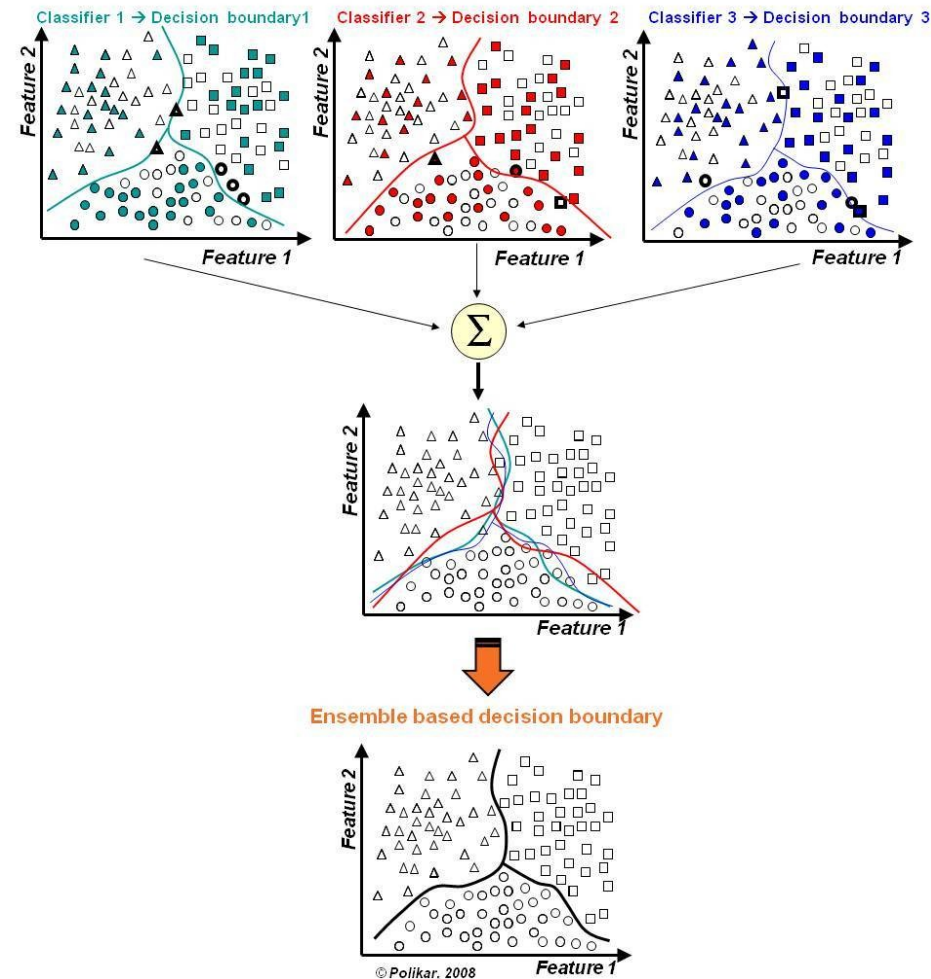 Classifier 1 → Decision boundary1
Classifier 2 → Decision boundary 2
Classifier 3 → Decision boundary 3
Feature 2
Feature 1
Feature 2
Feature 1
Feature 2
Feature 1
Σ
Feature 2
Feature 1
Ensemble based decision boundary
Feature 2
Feature 1
© Polikar, 2008